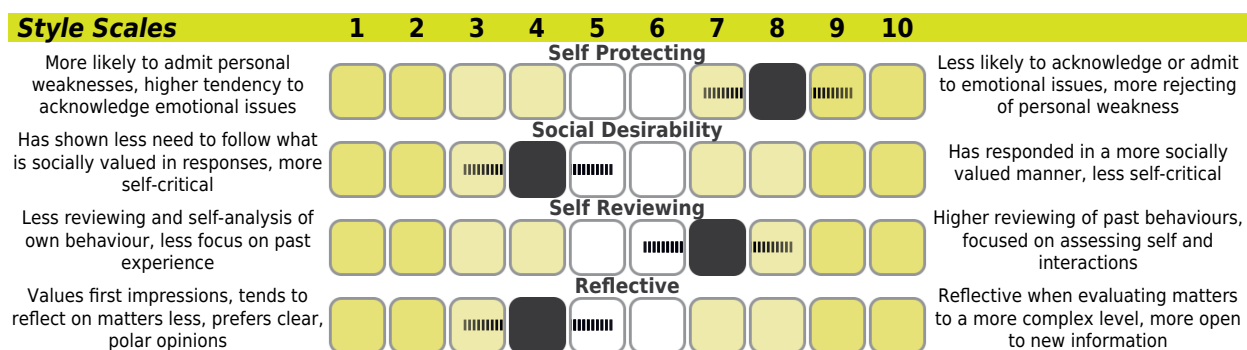 Style Scales 1 2 3 4 5 6 7 8 9 10
Self Protecting
More likely to admit personal
weaknesses, higher tendency to
acknowledge emotional issues
Less likely to acknowledge or admit
to emotional issues, more rejecting
of personal weakness
Social Desirability
Has shown less need to follow what
is socially valued in responses, more
self-critical
Has responded in a more socially
valued manner, less self-critical
Self Reviewing
Less reviewing and self-analysis of
own behaviour, less focus on past
experience
Higher reviewing of past behaviours,
focused on assessing self and
interactions
Reflective
Values first impressions, tends to
reflect on matters less, prefers clear,
polar opinions
Reflective when evaluating matters
to a more complex level, more open
to new information